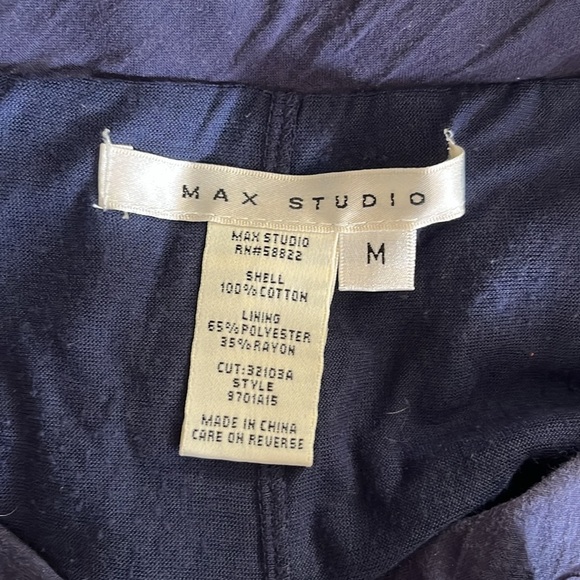 MAX STUDIO
M
MAX STUDIO
RN#58822
SHELL
100%COTTON
LINING
65%POLYESTER
35%RAYON
CUT:32103A
STYLE
9701A15
MADE IN CHINA
CARE ON REVERSE